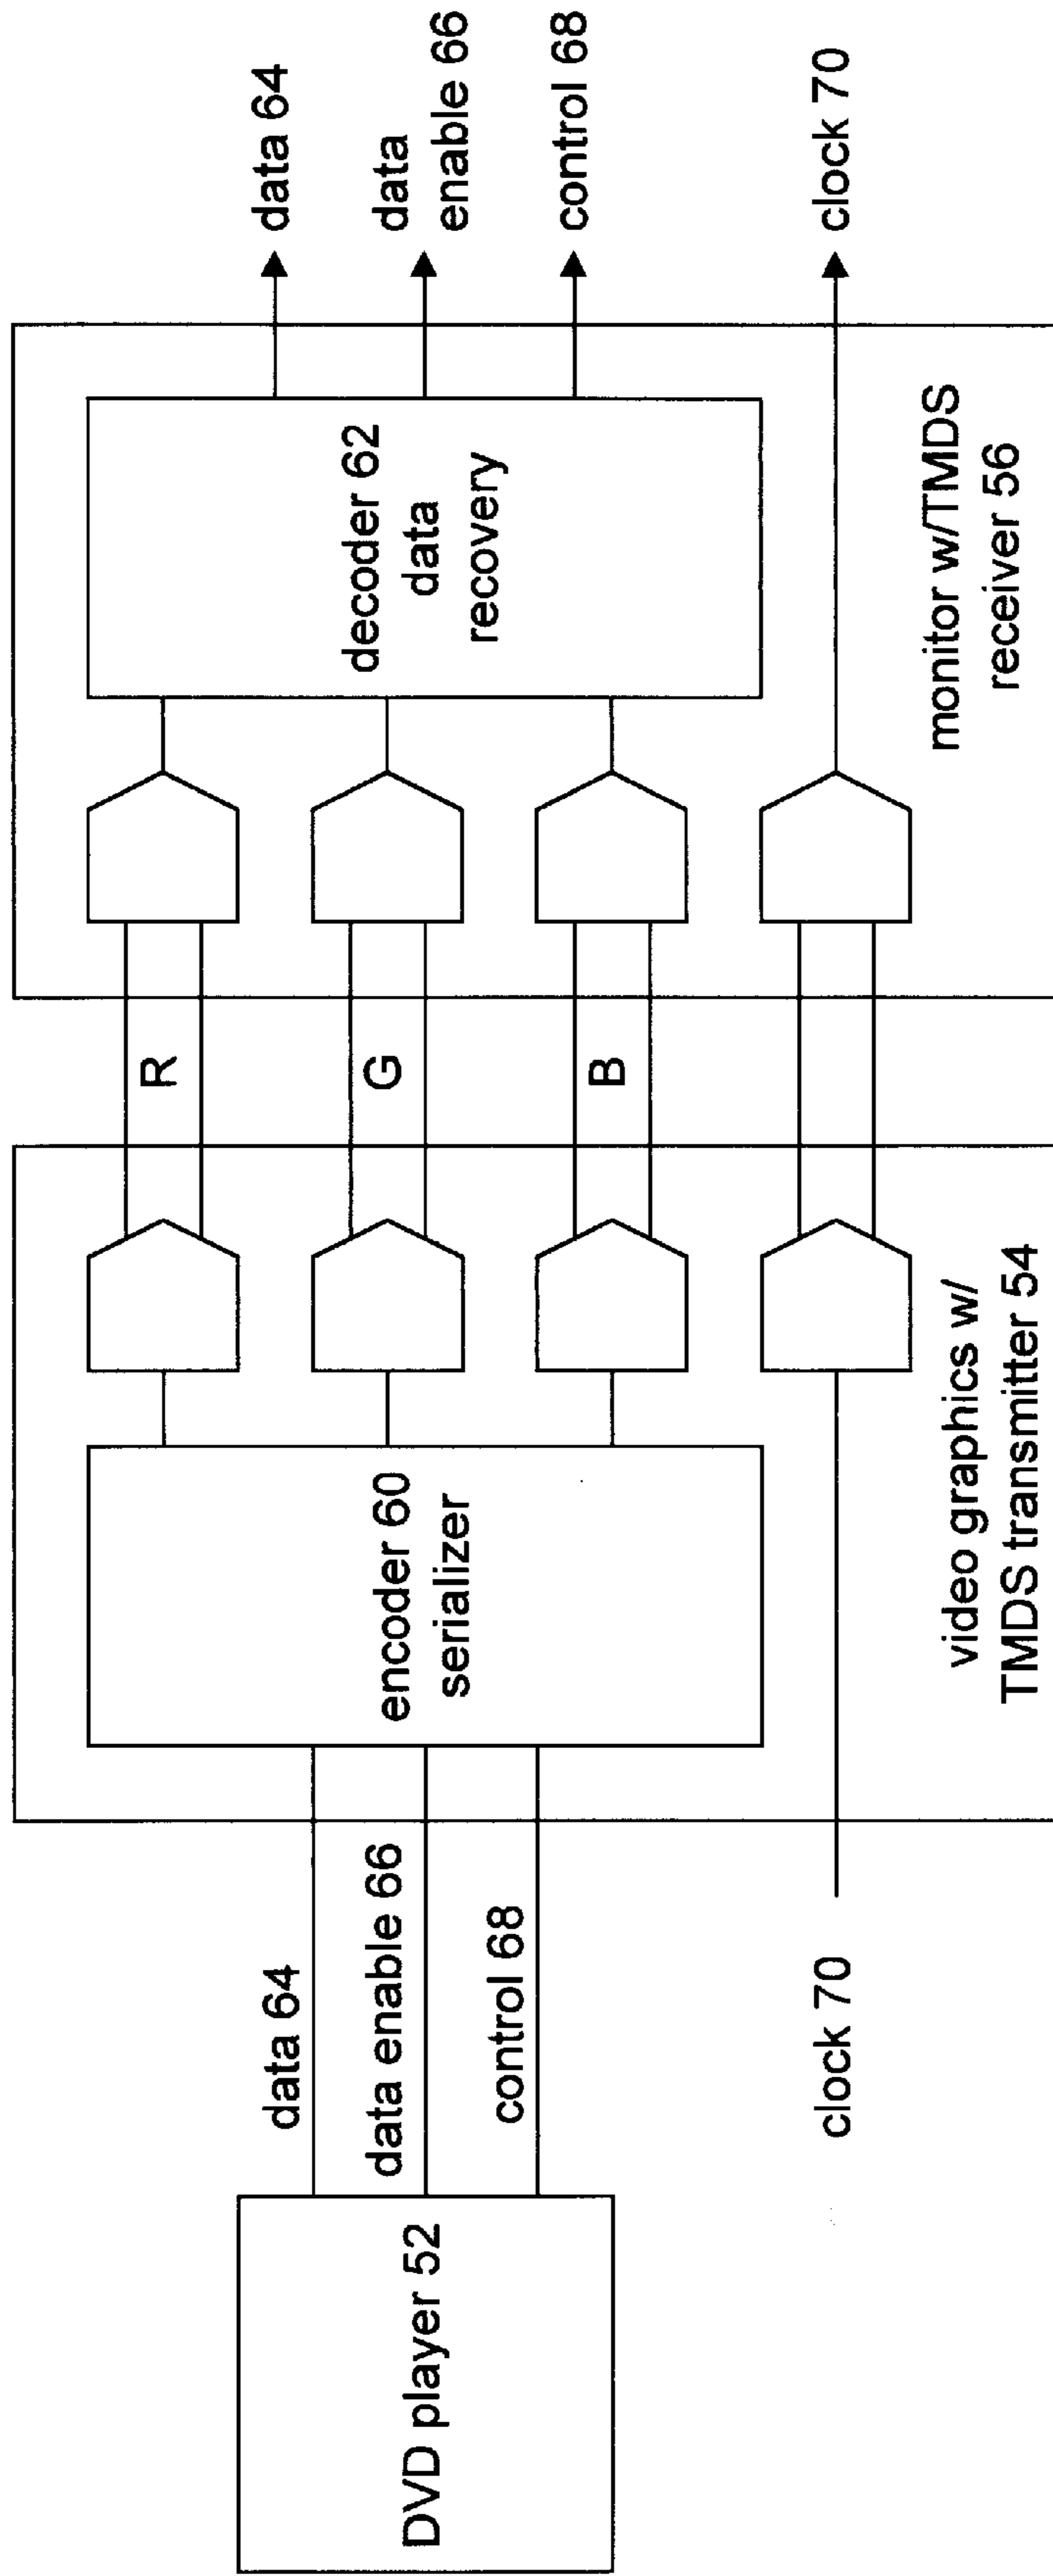 DVD player 52
data 64
data enable 66
control 68
clock 70
encoder 60
serializer
video graphics w/
TMDS transmitter 54
R
G
B
decoder 62
data
recovery
monitor w/TMDS
receiver 56
data 64
data
enable 66
control 68
clock 70